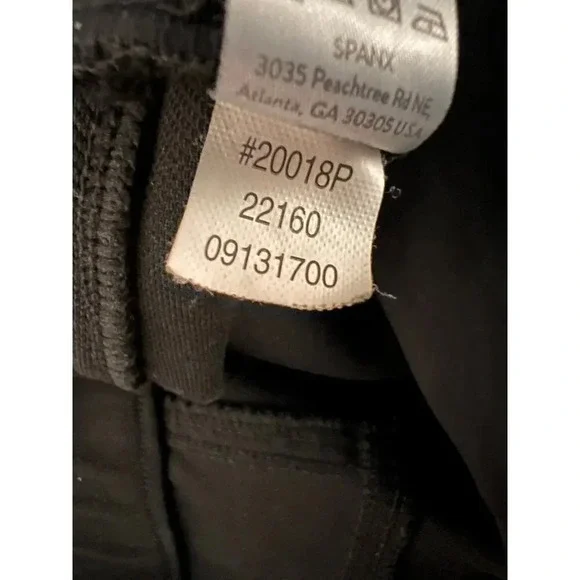 SPANX
3035 Peachtree Rd NE,
Atlanta, GA 30305 USA
#20018P
22160
09131700